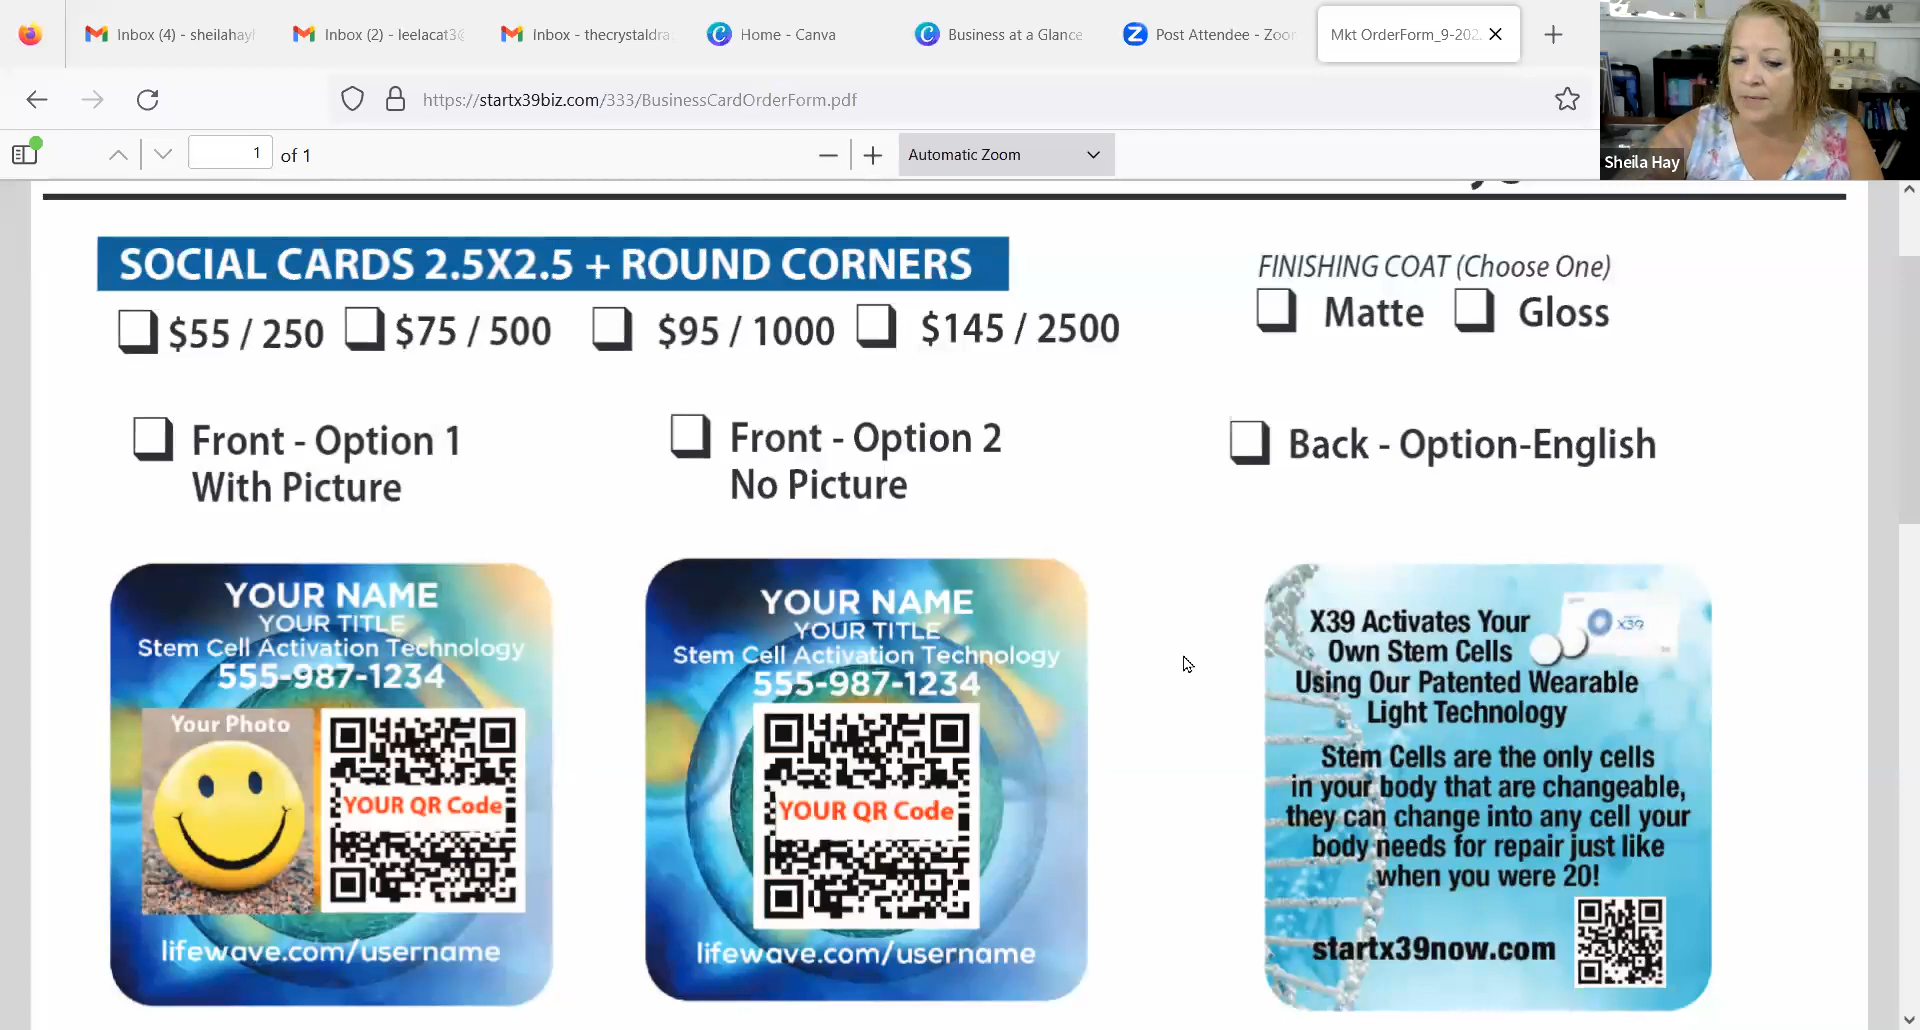 Inbox (4) - sheilahayl
Inbox (2) - leelacat3@
Inbox - thecrystaldra
Home - Canva
Business at a Glance
Post Attendee - Zoo
Mkt OrderForm_9-202
https://startx39biz.com/333/BusinessCardOrderForm.pdf
1 of 1
Automatic Zoom
Sheila Hay
SOCIAL CARDS 2.5X2.5 + ROUND CORNERS
$55 / 250 $75 / 500 $95 / 1000 $145 / 2500
FINISHING COAT (Choose One)
Matte Gloss
Front - Option 1
With Picture
Front - Option 2
No Picture
Back - Option-English
YOUR NAME
YOUR TITLE
Stem Cell Activation Technology
555-987-1234
Your Photo
YOUR QR Code
lifewave.com/username
YOUR NAME
YOUR TITLE
Stem Cell Activation Technology
555-987-1234
YOUR QR Code
lifewave.com/username
X39 Activates Your
Own Stem Cells
Using Our Patented Wearable
Light Technology
X39
Stem Cells are the only cells
in your body that are changeable,
they can change into any cell your
body needs for repair just like
when you were 20!
startx39now.com